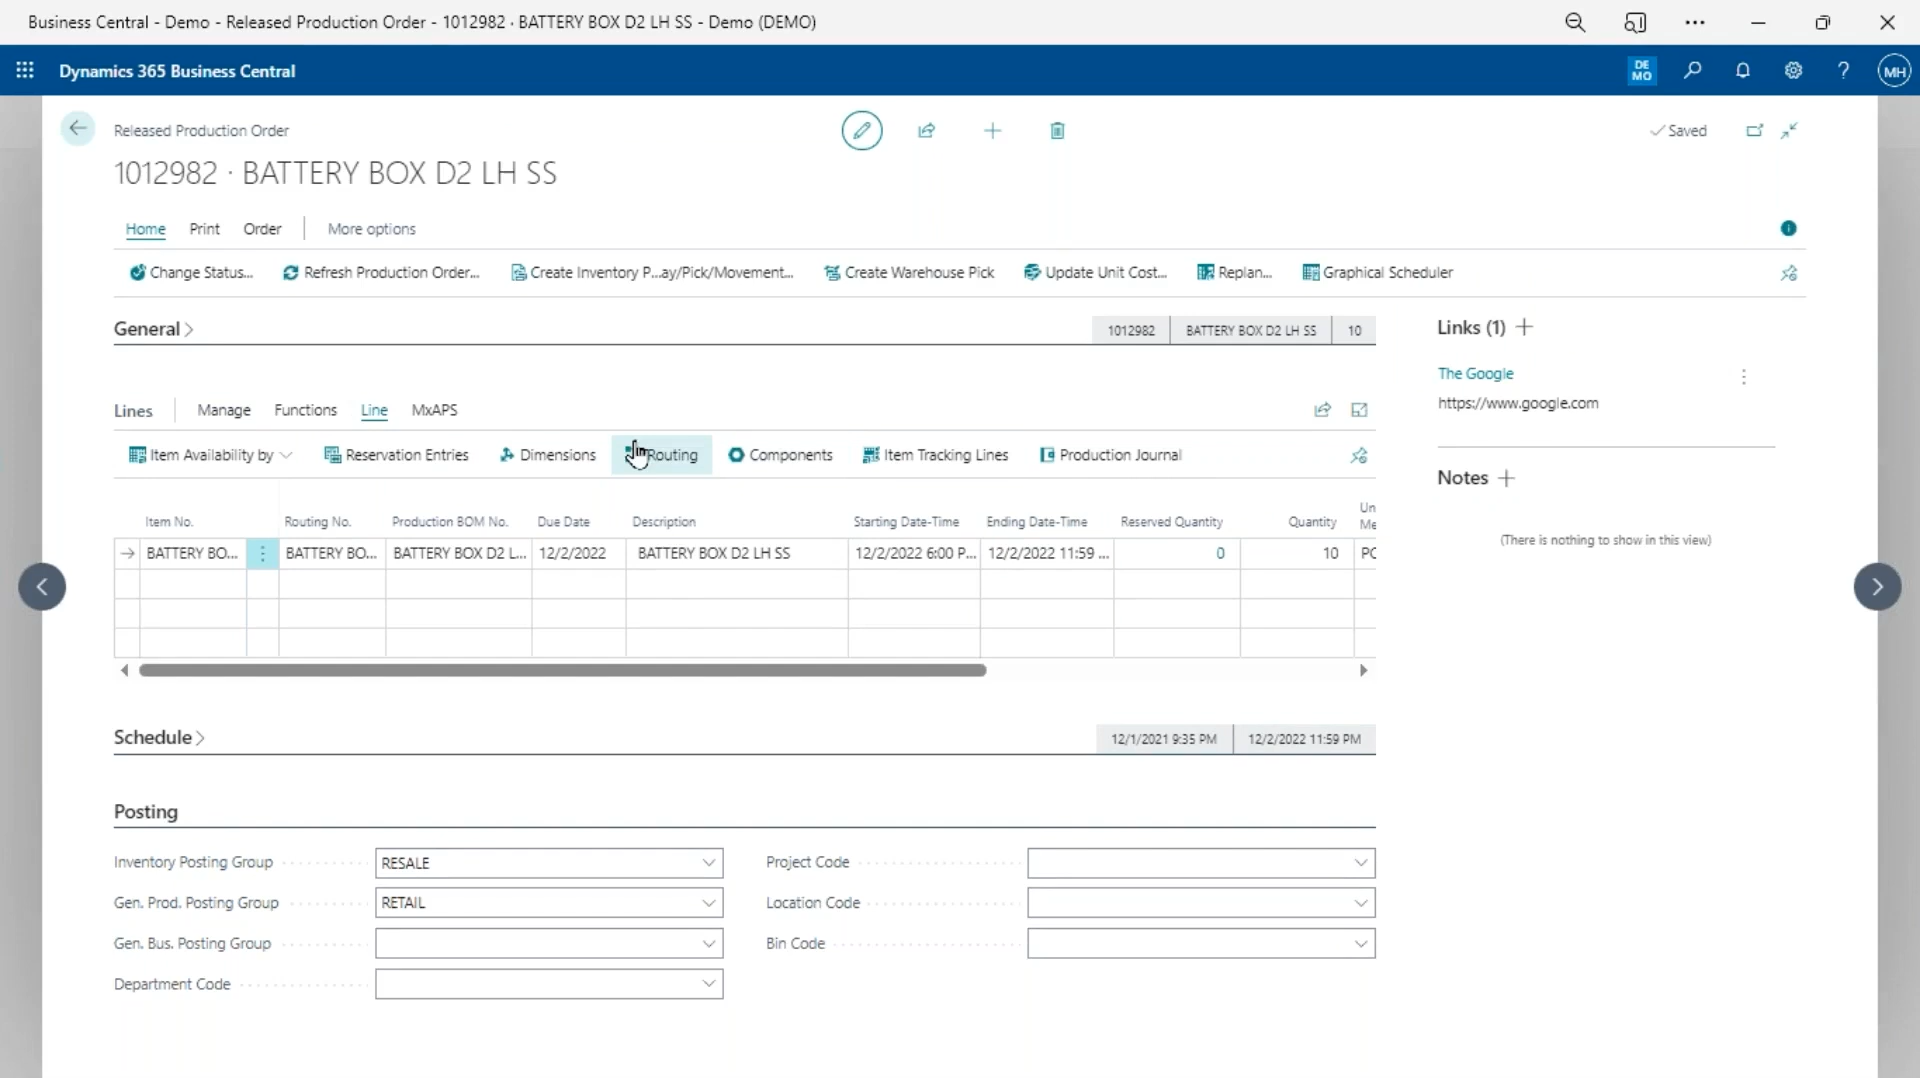 Business Central - Demo - Released Production Order - 1012982 · BATTERY BOX D2 LH SS - Demo (DEMO)
Dynamics 365 Business Central
DE
MO
?
MH
Released Production Order
Saved
1012982 · BATTERY BOX D2 LH SS
Home Print Order More options
Change Status... Refresh Production Order... Create Inventory P...ay/Pick/Movement... Create Warehouse Pick Update Unit Cost... Replan... Graphical Scheduler
General 1012982 BATTERY BOX D2 LH SS 10
Links (1)
The Google
https://www.google.com
Lines Manage Functions Line MxAPS
Item Availability by Reservation Entries Dimensions Routing Components Item Tracking Lines Production Journal
Notes
(There is nothing to show in this view)
Item No. Routing No. Production BOM No. Due Date Description Starting Date-Time Ending Date-Time Reserved Quantity Quantity Un
Me
BATTERY BO... BATTERY BO... BATTERY BOX D2 L... 12/2/2022 BATTERY BOX D2 LH SS 12/2/2022 6:00 P... 12/2/2022 11:59 ... 0 10 PC
Schedule 12/1/2021 9:35 PM 12/2/2022 11:59 PM
Posting
Inventory Posting Group RESALE Project Code
Gen. Prod. Posting Group RETAIL Location Code
Gen. Bus. Posting Group Bin Code
Department Code